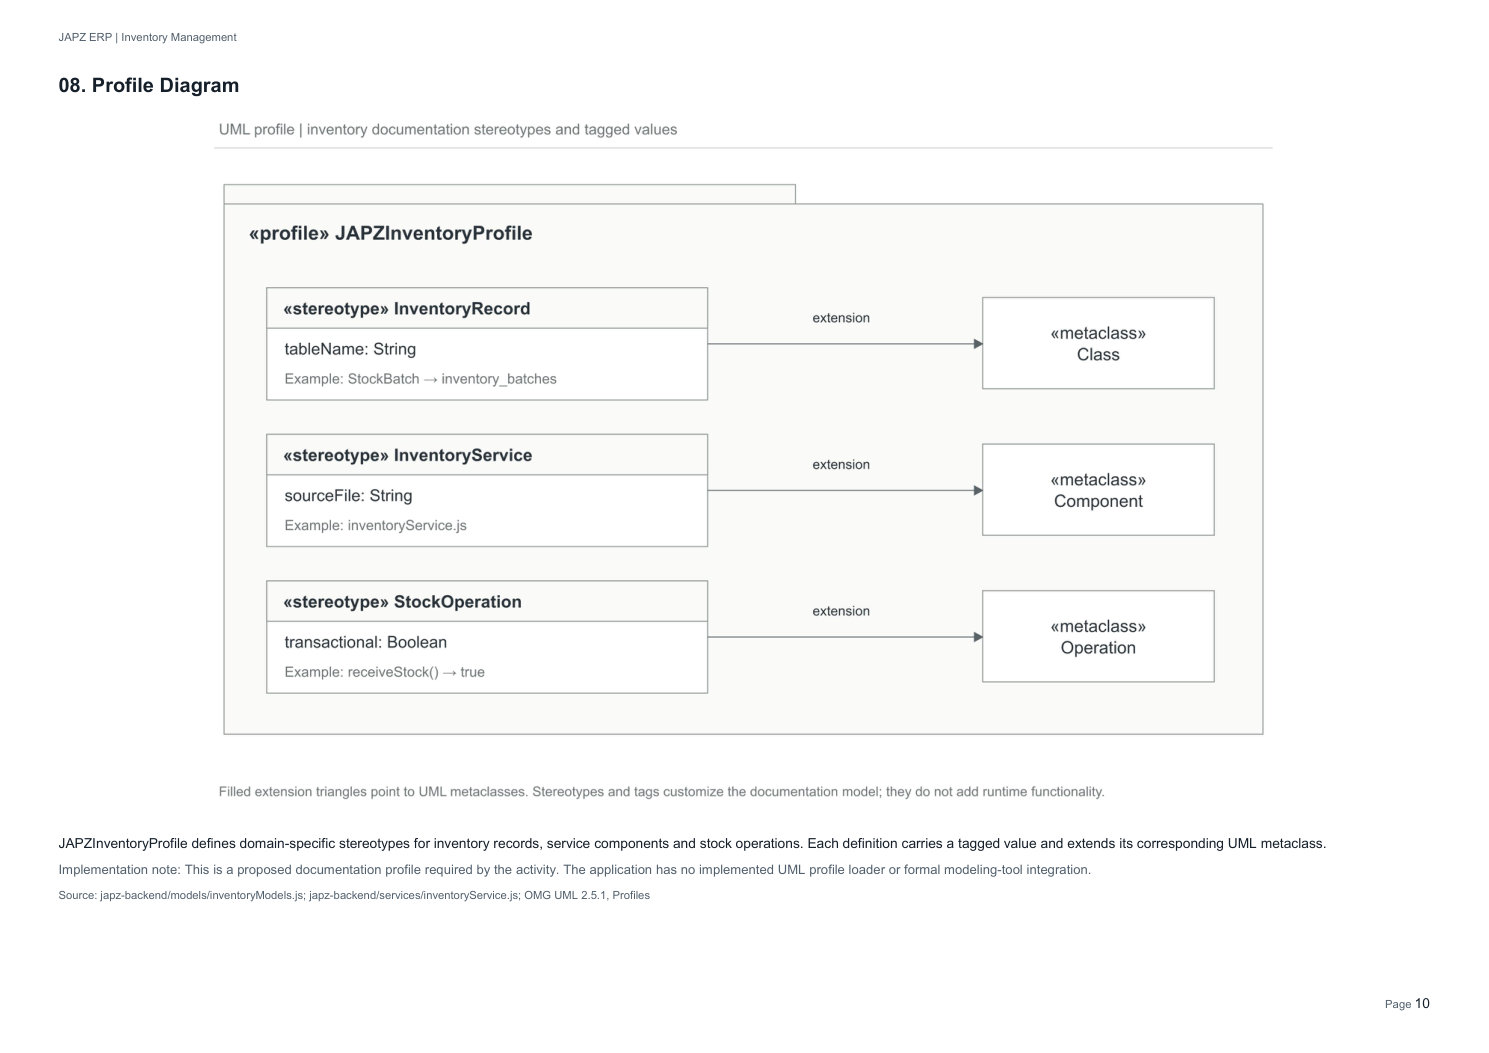 JAPZ ERP | Inventory Management
08. Profile Diagram
UML profile | inventory documentation stereotypes and tagged values
«profile» JAPZInventoryProfile
«stereotype» InventoryRecord
tableName: String
Example: StockBatch → inventory_batches
extension
«metaclass»
Class
«stereotype» InventoryService
sourceFile: String
Example: inventoryService.js
extension
«metaclass»
Component
«stereotype» StockOperation
transactional: Boolean
Example: receiveStock() → true
extension
«metaclass»
Operation
Filled extension triangles point to UML metaclasses. Stereotypes and tags customize the documentation model; they do not add runtime functionality.
JAPZInventoryProfile defines domain-specific stereotypes for inventory records, service components and stock operations. Each definition carries a tagged value and extends its corresponding UML metaclass.
Implementation note: This is a proposed documentation profile required by the activity. The application has no implemented UML profile loader or formal modeling-tool integration.
Source: japz-backend/models/inventoryModels.js; japz-backend/services/inventoryService.js; OMG UML 2.5.1, Profiles
Page 10